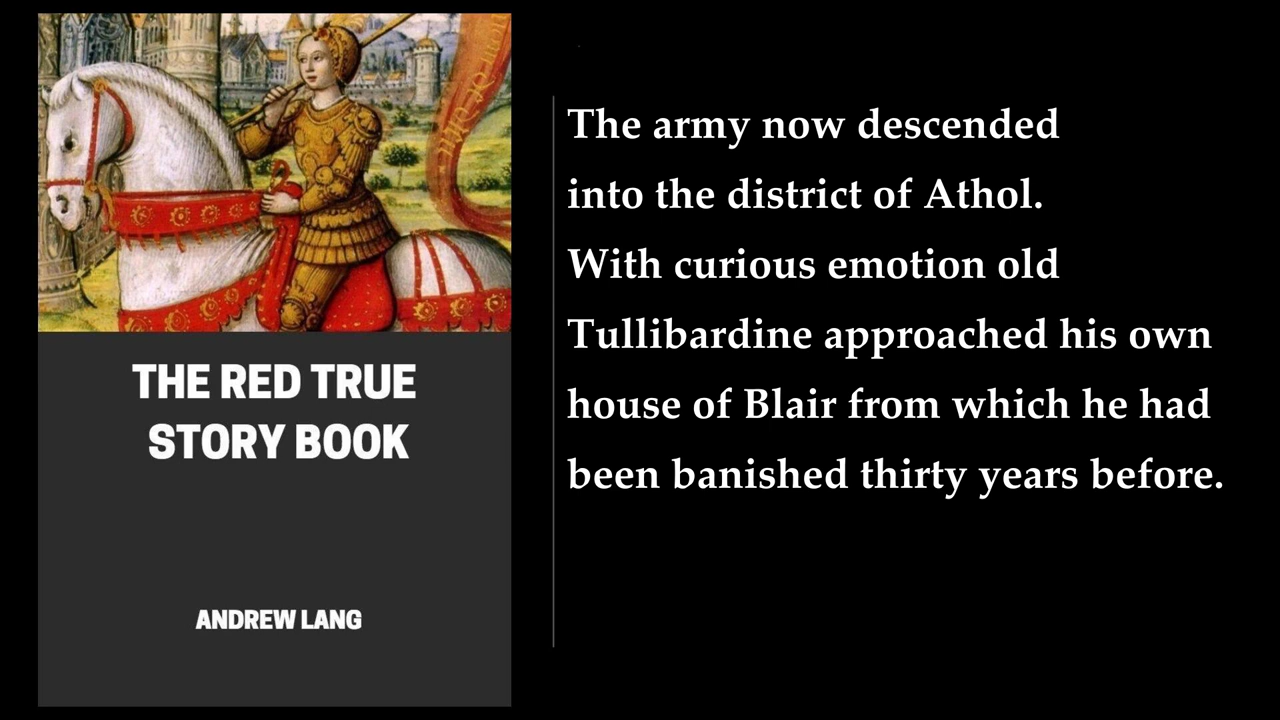 THE RED TRUE
STORY BOOK
ANDREW LANG
The army now descended
into the district of Athol.
With curious emotion old
Tullibardine approached his own
house of Blair from which he had
been banished thirty years before.